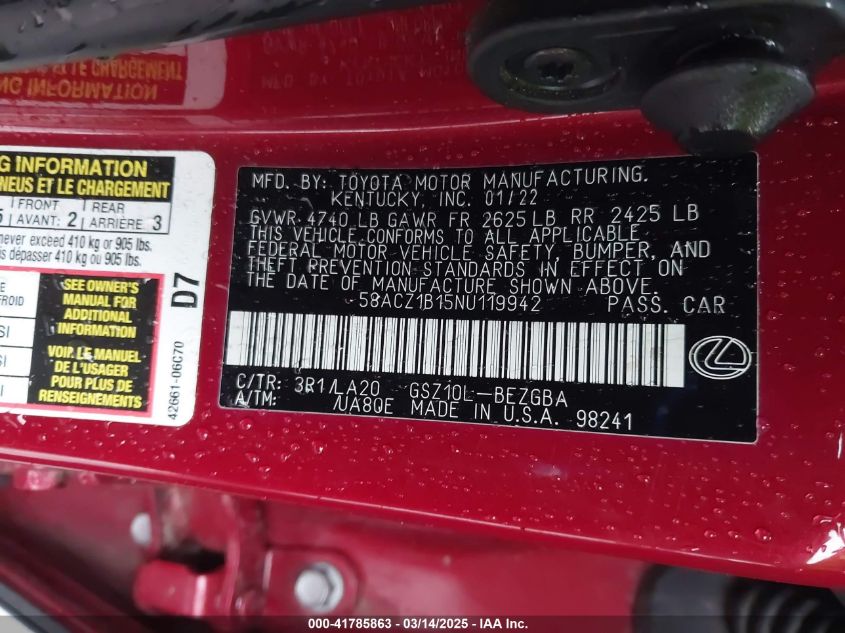 NG INFORMATION
NEUS ET LE CHARGEMENT
FRONT REAR
5 AVANT: 2 ARRIÈRE 3
never exceed 410 kg or 905 lbs.
dépasser 410 kg ou 905 lbs.
SEE OWNER'S
MANUAL FOR
ADDITIONAL
INFORMATION
VOIR LE MANUEL
DE L'USAGER
POUR PLUS DE
RENSEIGNEMENTS
D7
42661-06C70
MFD. BY: TOYOTA MOTOR MANUFACTURING.
KENTUCKY, INC. 01/22
GVWR 4740 LB GAWR FR 2625 LB RR 2425 LB
THIS VEHICLE CONFORMS TO ALL APPLICABLE
FEDERAL MOTOR VEHICLE SAFETY, BUMPER, AND
THEFT PREVENTION STANDARDS IN EFFECT ON
THE DATE OF MANUFACTURE SHOWN ABOVE.
58ACZ1B15NU119942 PASS. CAR
C/TR: 3R1/LA20 GSZ10L-BEZGBA
A/TM: /UA80E MADE IN U.S.A. 98241
000-41785863 - 03/14/2025 - IAA Inc.